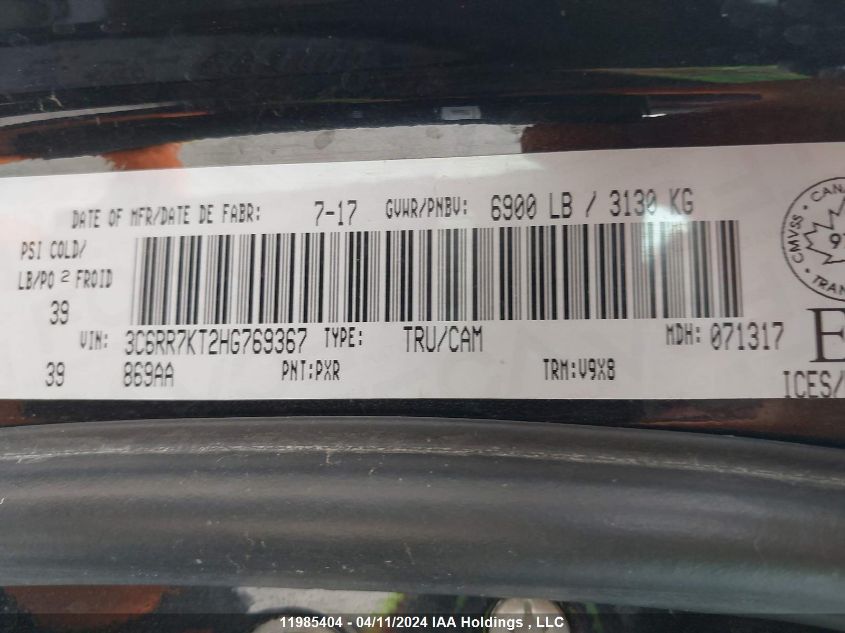 DATE OF MFR/DATE DE FABR: 7-17 GVWR/PNBV: 6900 LB / 3130 KG
PSI COLD/
LB/PO 2 FROID
39
VIN: 3C6RR7KT2HG769367 TYPE: TRU/CAM MDH: 071317
39 869AA PNT:PXR TRM:V9X8
ICES/
CMVSS
TRAN
11985404 - 04/11/2024 IAA Holdings , LLC